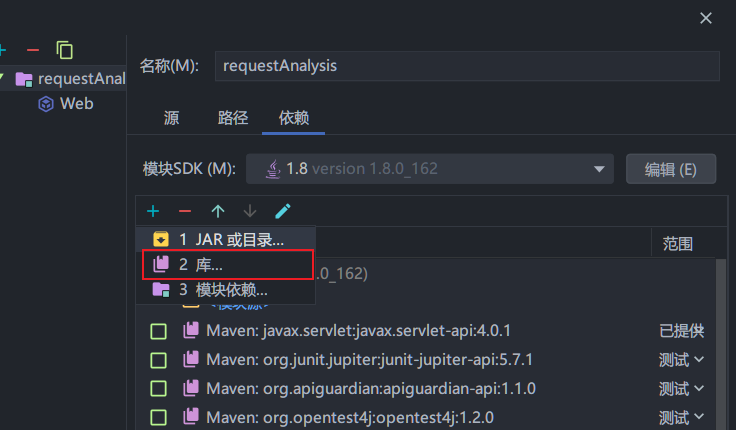 名称(M): requestAnalysis
requestAnal
Web
源 路径 依赖
模块SDK (M): 1.8 version 1.8.0_162 编辑 (E)
范围
1 JAR 或目录...
2 库...
.0_162)
3 模块依赖...
<模块源>
Maven: javax.servlet:javax.servlet-api:4.0.1 已提供
Maven: org.junit.jupiter:junit-jupiter-api:5.7.1 测试
Maven: org.apiguardian:apiguardian-api:1.1.0 测试
Maven: org.opentest4j:opentest4j:1.2.0 测试